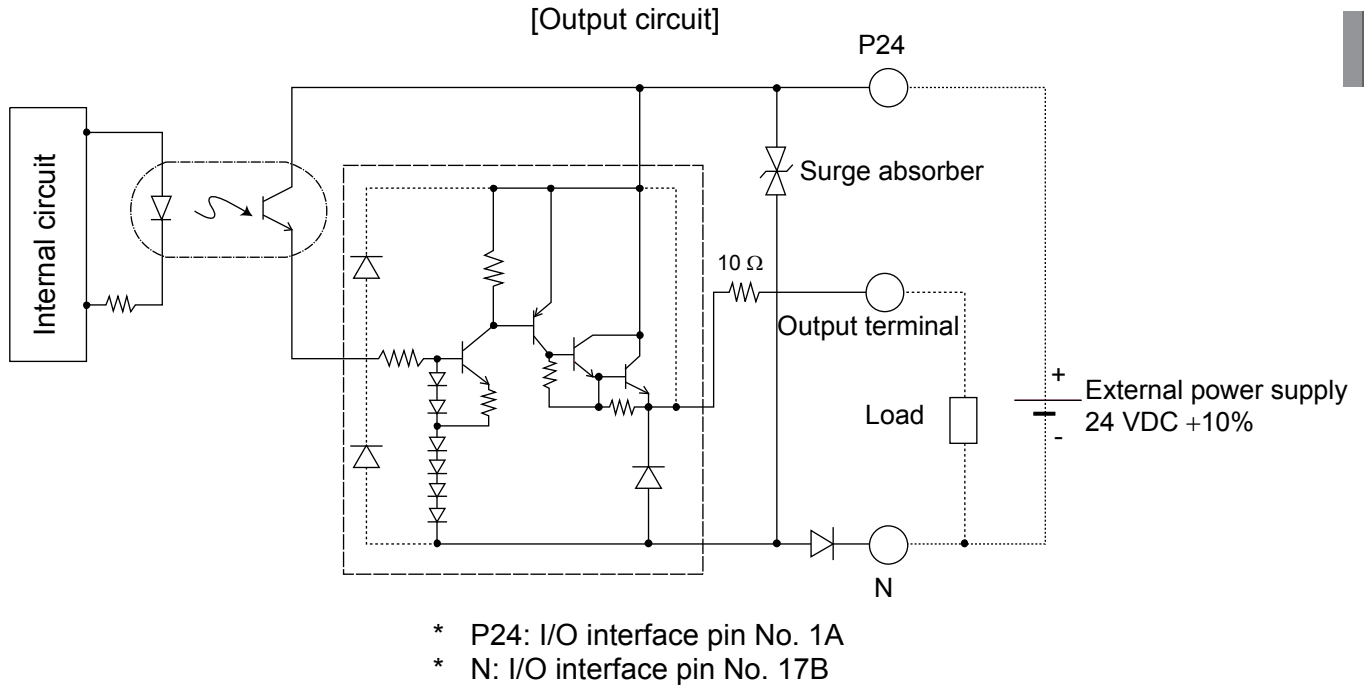 [Output circuit]
P24
Internal circuit
Surge absorber
10 Ω
Output terminal
Load
+
External power supply
24 VDC +10%
-
N
* P24: I/O interface pin No. 1A
* N: I/O interface pin No. 17B